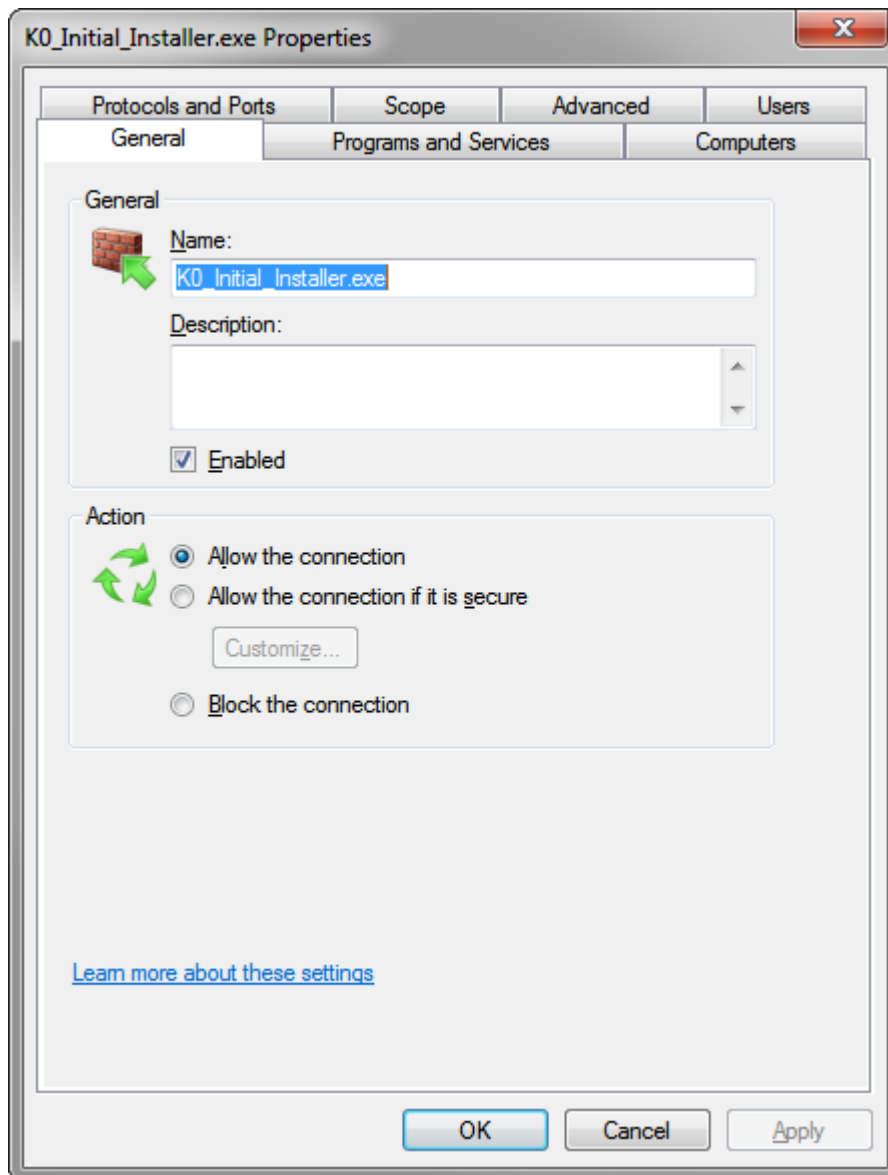 K0_Initial_Installer.exe Properties
Protocols and Ports Scope Advanced Users
General Programs and Services Computers
General
Name:
K0_Initial_Installer.exe
Description:
Enabled
Action
Allow the connection
Allow the connection if it is secure
Customize...
Block the connection
Learn more about these settings
OK Cancel Apply